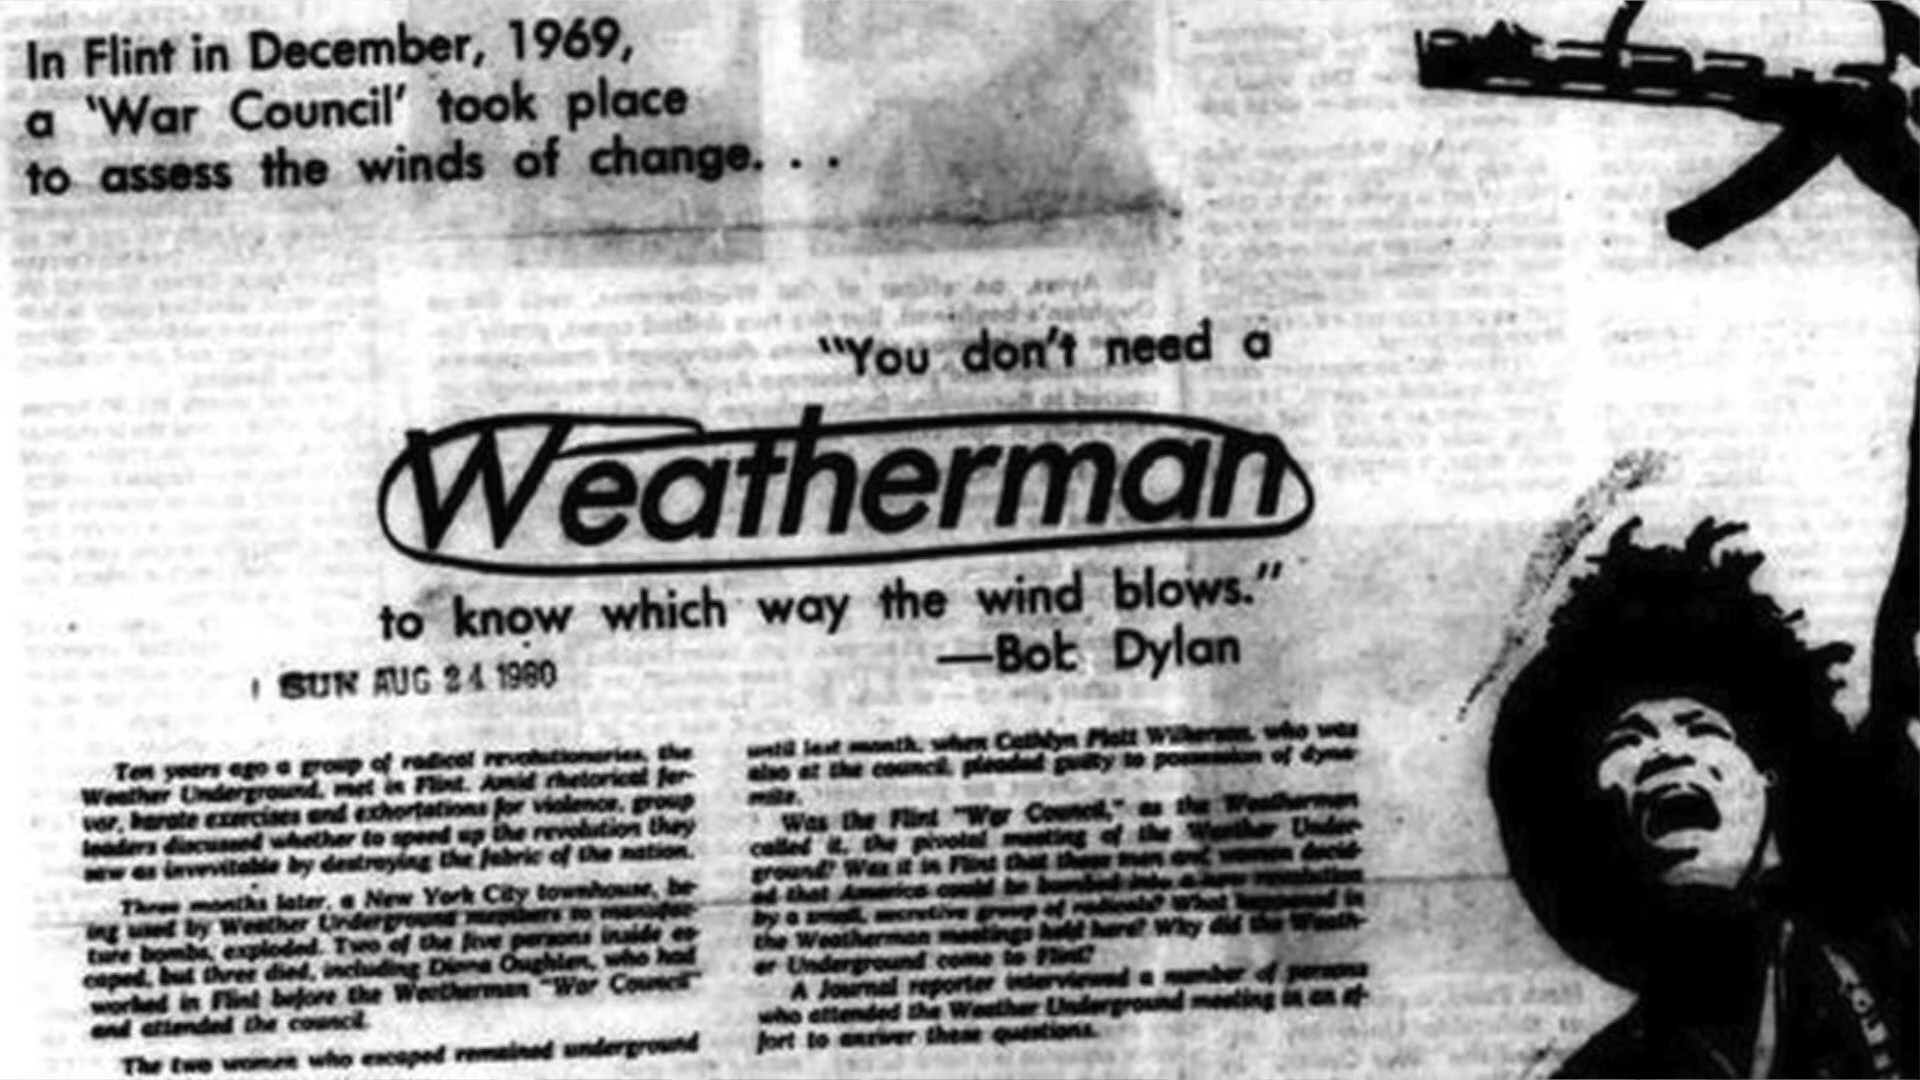 In Flint in December, 1969,
a 'War Council' took place
to assess the winds of change. . .
"You don't need a
Weatherman
to know which way the wind blows."
—Bob Dylan
SUN AUG 24 1980
Ten years ago a group of radical revolutionaries, the
Weather Underground, met in Flint. Amid rhetorical fer-
vor, karate exercises and exhortations for violence, group
leaders discussed whether to speed up the revolution they
saw as inevitable by destroying the fabric of the nation.
Three months later, a New York City townhouse, be-
ing used by Weather Underground members to manufac-
ture bombs, exploded. Two of the five persons inside es-
caped, but three died, including Diana Oughton, who had
worked in Flint before the Weatherman "War Council"
and attended the council.
The two women who escaped remained underground
until last month, when Cathlyn Platt Wilkerson, who was
also at the council, pleaded guilty to possession of dyna-
mite.
Was the Flint "War Council," as the Weatherman
called it, the pivotal meeting of the Weather Under-
ground? Was it in Flint that these men and women decid-
ed that America could be bombed into a new revolution
by a small, secretive group of radicals? What happened in
the Weatherman meetings held here? Why did the Weath-
er Underground come to Flint?
A Journal reporter interviewed a number of persons
who attended the Weather Underground meeting in an ef-
fort to answer these questions.